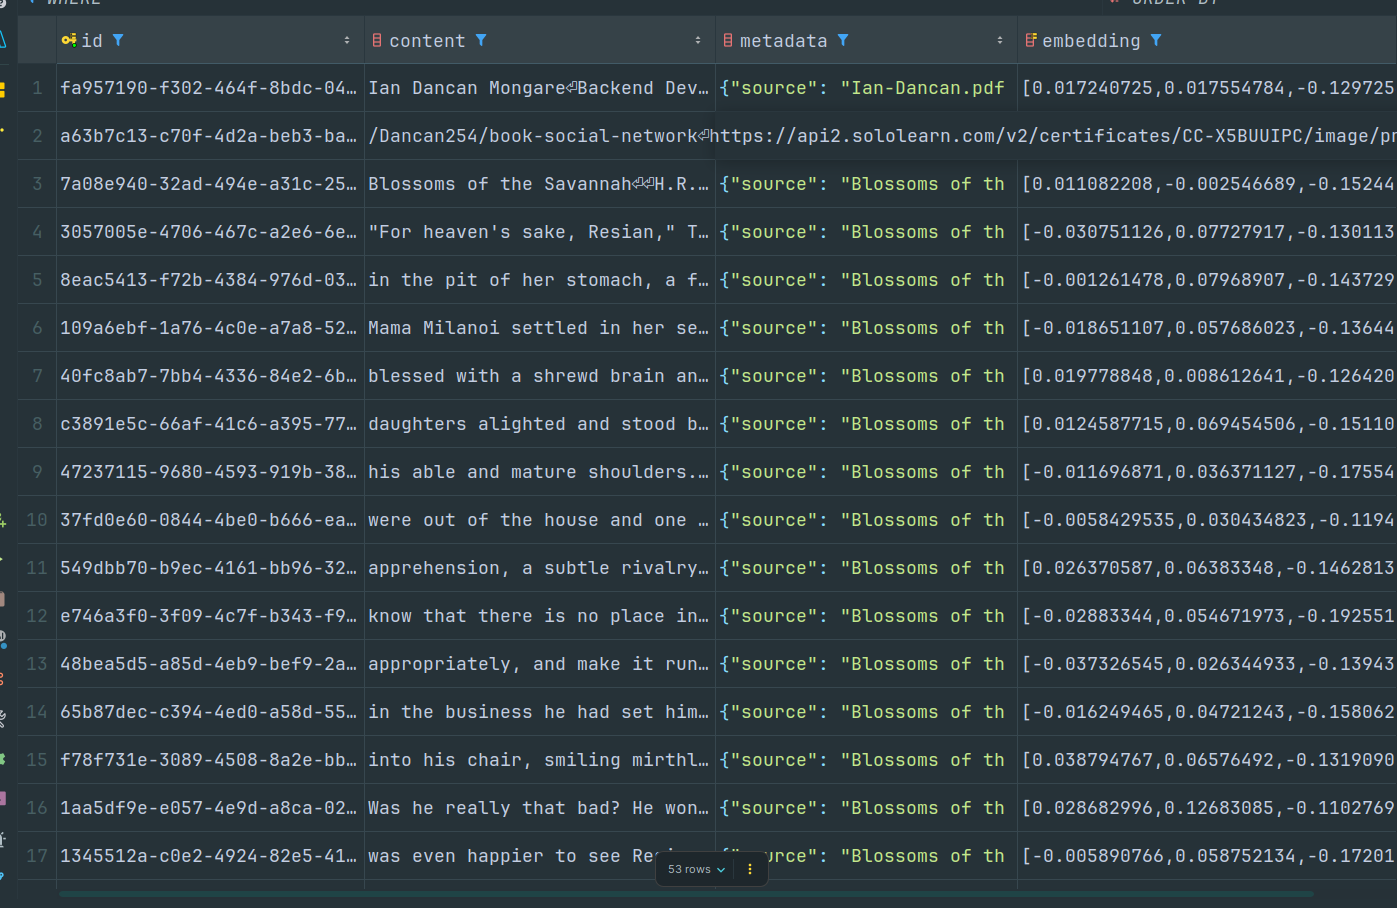 WHERE ORDER BY
id content metadata embedding
1 fa957190-f302-464f-8bdc-04… Ian Dancan Mongare⏎Backend Dev… {"source": "Ian-Dancan.pdf [0.017240725,0.017554784,-0.129725
2 a63b7c13-c70f-4d2a-beb3-ba… /Dancan254/book-social-network⏎https://api2.sololearn.com/v2/certificates/CC-X5BUUIPC/image/pr
3 7a08e940-32ad-494e-a31c-25… Blossoms of the Savannah⏎⏎H.R.… {"source": "Blossoms of th [0.011082208,-0.002546689,-0.15244
4 3057005e-4706-467c-a2e6-6e… "For heaven's sake, Resian," T… {"source": "Blossoms of th [-0.030751126,0.07727917,-0.130113
5 8eac5413-f72b-4384-976d-03… in the pit of her stomach, a f… {"source": "Blossoms of th [-0.001261478,0.07968907,-0.143729
6 109a6ebf-1a76-4c0e-a7a8-52… Mama Milanoi settled in her se… {"source": "Blossoms of th [-0.018651107,0.057686023,-0.13644
7 40fc8ab7-7bb4-4336-84e2-6b… blessed with a shrewd brain an… {"source": "Blossoms of th [0.019778848,0.008612641,-0.126420
8 c3891e5c-66af-41c6-a395-77… daughters alighted and stood b… {"source": "Blossoms of th [0.0124587715,0.069454506,-0.15110
9 47237115-9680-4593-919b-38… his able and mature shoulders.… {"source": "Blossoms of th [-0.011696871,0.036371127,-0.17554
10 37fd0e60-0844-4be0-b666-ea… were out of the house and one … {"source": "Blossoms of th [-0.0058429535,0.030434823,-0.1194
11 549dbb70-b9ec-4161-bb96-32… apprehension, a subtle rivalry… {"source": "Blossoms of th [0.026370587,0.06383348,-0.1462813
12 e746a3f0-3f09-4c7f-b343-f9… know that there is no place in… {"source": "Blossoms of th [-0.02883344,0.054671973,-0.192551
13 48bea5d5-a85d-4eb9-bef9-2a… appropriately, and make it run… {"source": "Blossoms of th [-0.037326545,0.026344933,-0.13943
14 65b87dec-c394-4ed0-a58d-55… in the business he had set him… {"source": "Blossoms of th [-0.016249465,0.04721243,-0.158062
15 f78f731e-3089-4508-8a2e-bb… into his chair, smiling mirthl… {"source": "Blossoms of th [0.038794767,0.06576492,-0.1319090
16 1aa5df9e-e057-4e9d-a8ca-02… Was he really that bad? He won… {"source": "Blossoms of th [0.028682996,0.12683085,-0.1102769
17 1345512a-c0e2-4924-82e5-41… was even happier to see Re urce": "Blossoms of th [-0.005890766,0.058752134,-0.17201
53 rows